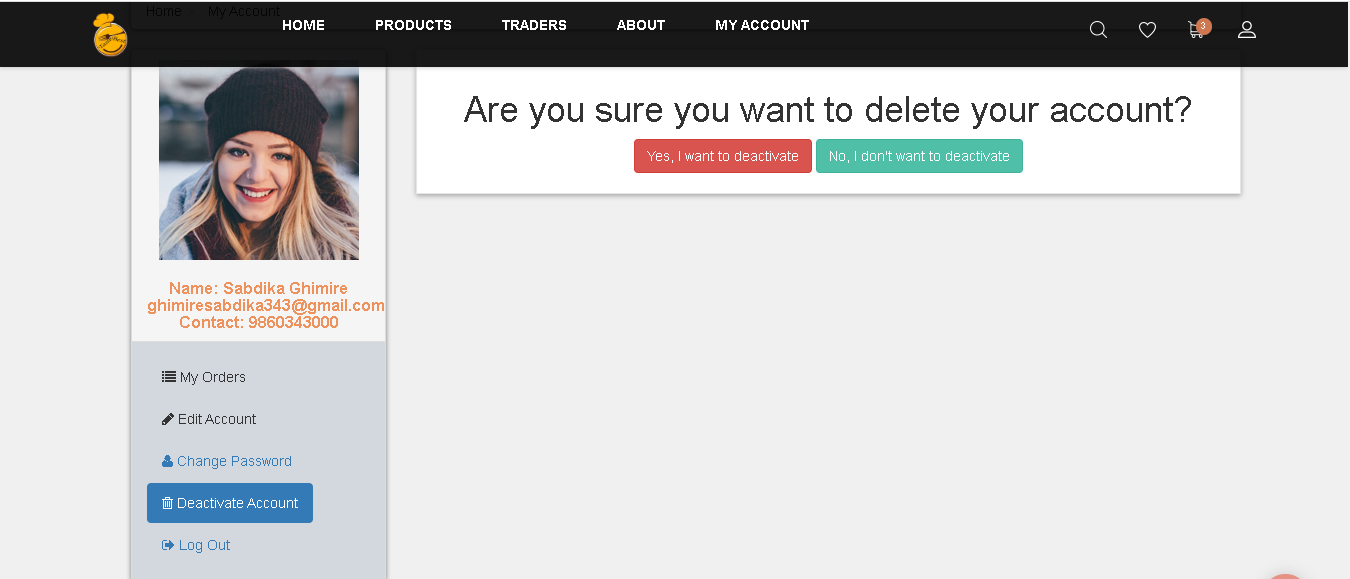 Home My Account
HOME PRODUCTS TRADERS ABOUT MY ACCOUNT
3
Are you sure you want to delete your account?
Yes, I want to deactivate No, I don't want to deactivate
Name: Sabdika Ghimire
ghimiresabdika343@gmail.com
Contact: 9860343000
My Orders
Edit Account
Change Password
Deactivate Account
Log Out